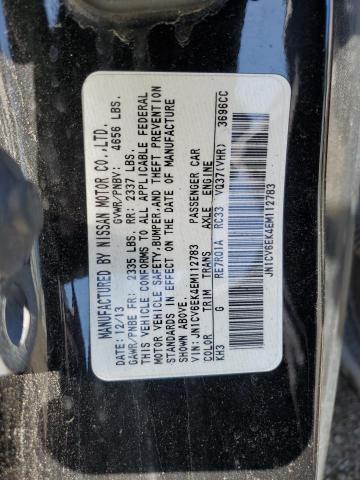 MANUFACTURED BY NISSAN MOTOR CO.,LTD.
DATE: 12/13 GVWR/PNBV: 4656 LBS.
GAWR/PNBE FR: 2335 LBS. RR: 2337 LBS.
THIS VEHICLE CONFORMS TO ALL APPLICABLE FEDERAL
MOTOR VEHICLE SAFETY,BUMPER,AND THEFT PREVENTION
STANDARDS IN EFFECT ON THE DATE OF MANUFACTURE
SHOWN ABOVE.
VIN: JN1CV6EK4EM112783 PASSENGER CAR
COLOR TRIM TRANS AXLE ENGINE
KH3 G RE7R01A RC33 VQ37(VHR) 3696CC
JN1CV6EK4EM112783